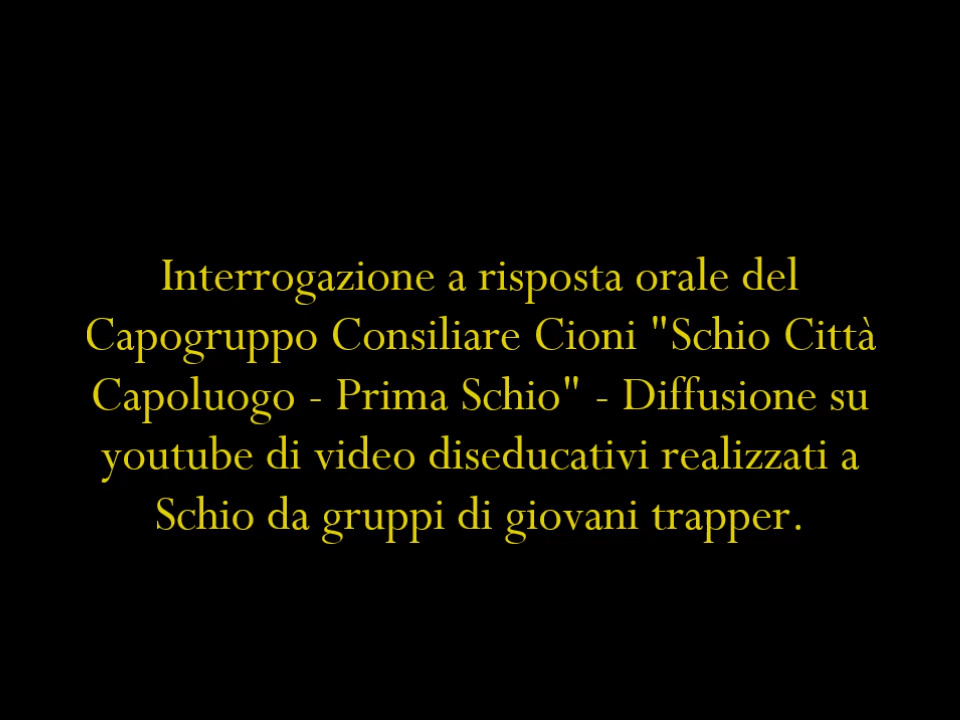 Interrogazione a risposta orale del
Capogruppo Consiliare Cioni "Schio Città
Capoluogo - Prima Schio" - Diffusione su
youtube di video diseducativi realizzati a
Schio da gruppi di giovani trapper.